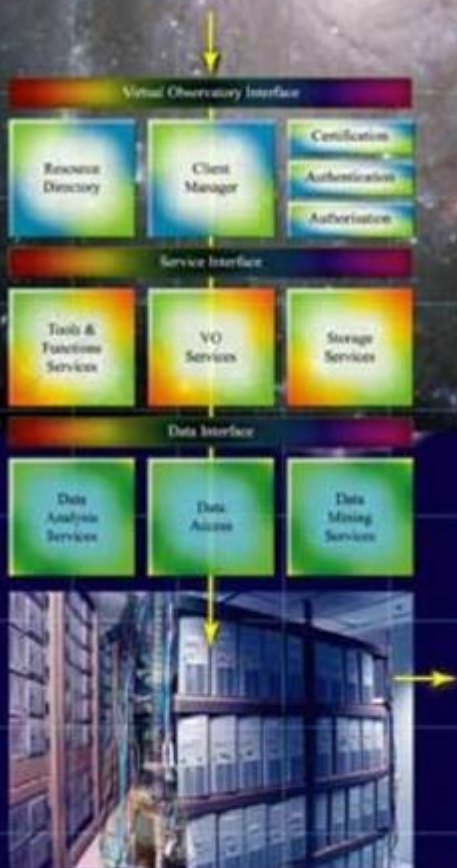 Virtual Observatory Interface
Resource
Directory
Client
Manager
Certification
Authentication
Authorisation
Service Interface
Tools &
Functions
Services
VO
Services
Storage
Services
Data Interface
Data
Analysis
Services
Data
Access
Data
Mining
Services